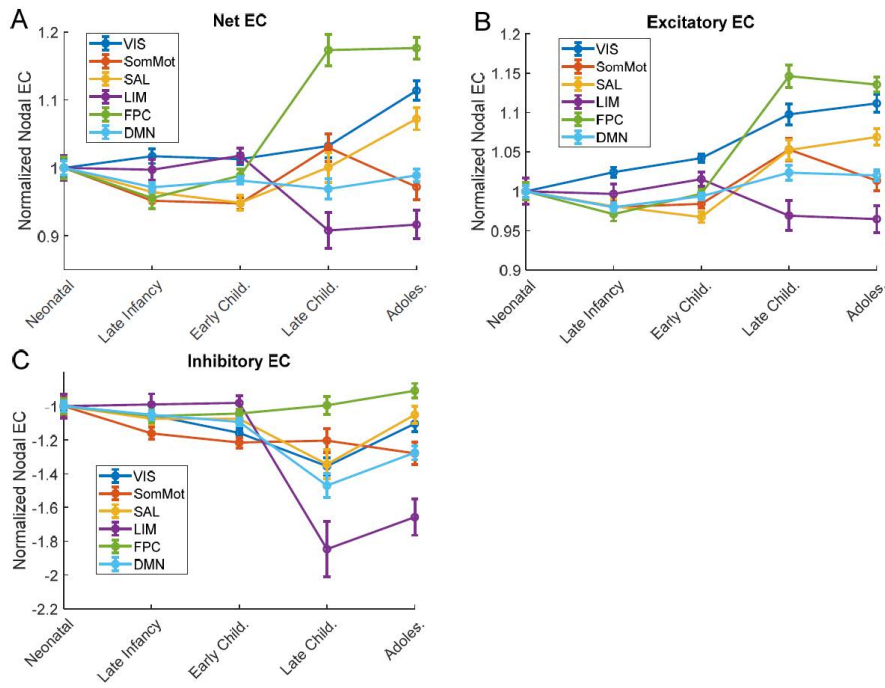 A
Net EC
1.2
1.1
1
0.9
Normalized Nodal EC
VIS
SomMot
SAL
LIM
FPC
DMN
Neonatal
Late Infancy
Early Child.
Late Child.
Adoles.
B
Excitatory EC
1.2
1.15
1.1
1.05
1
0.95
0.9
Normalized Nodal EC
VIS
SomMot
SAL
LIM
FPC
DMN
Neonatal
Late Infancy
Early Child.
Late Child.
Adoles.
C
Inhibitory EC
-1
-1.2
-1.4
-1.6
-1.8
-2
-2.2
Normalized Nodal EC
VIS
SomMot
SAL
LIM
FPC
DMN
Neonatal
Late Infancy
Early Child.
Late Child.
Adoles.